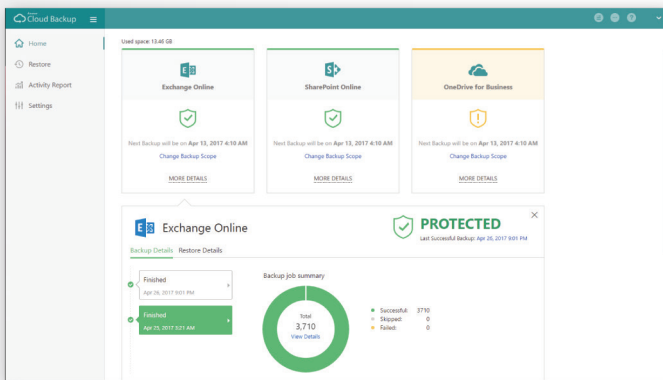 Cloud Backup
Home
Restore
Activity Report
Settings
Used space: 13.46 GB
Exchange Online
Next Backup will be on Apr 13, 2017 4:10 AM
Change Backup Scope
MORE DETAILS
SharePoint Online
Next Backup will be on Apr 13, 2017 4:10 AM
Change Backup Scope
MORE DETAILS
OneDrive for Business
Next Backup will be on Apr 13, 2017 4:10 AM
Change Backup Scope
MORE DETAILS
Exchange Online
PROTECTED
Last Successful Backup: Apr 26, 2017 9:01 PM
Backup Details Restore Details
Finished
Apr 26, 2017 9:01 PM
Finished
Apr 25, 2017 3:21 AM
Backup job summary
Total
3,710
View Details
Successful: 3710
Skipped: 0
Failed: 0